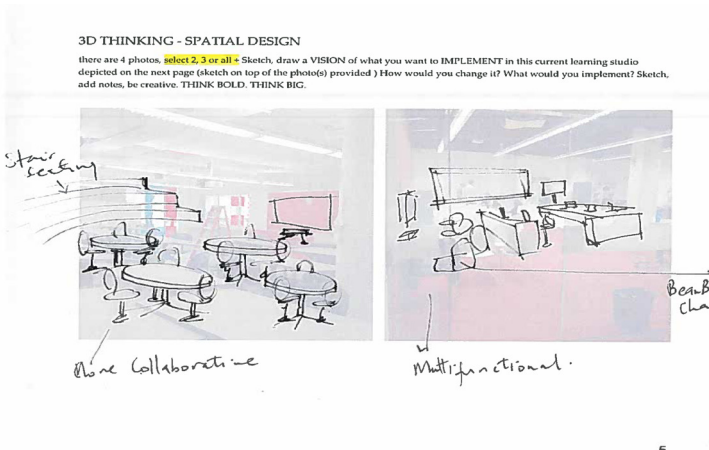 3D THINKING - SPATIAL DESIGN
there are 4 photos, select 2, 3 or all + Sketch, draw a VISION of what you want to IMPLEMENT in this current learning studio
depicted on the next page (sketch on top of the photo(s) provided ) How would you change it? What would you implement? Sketch,
add notes, be creative. THINK BOLD. THINK BIG.
Stair
seating
BeanB
Cha
More Collaborative
Multifunctional.